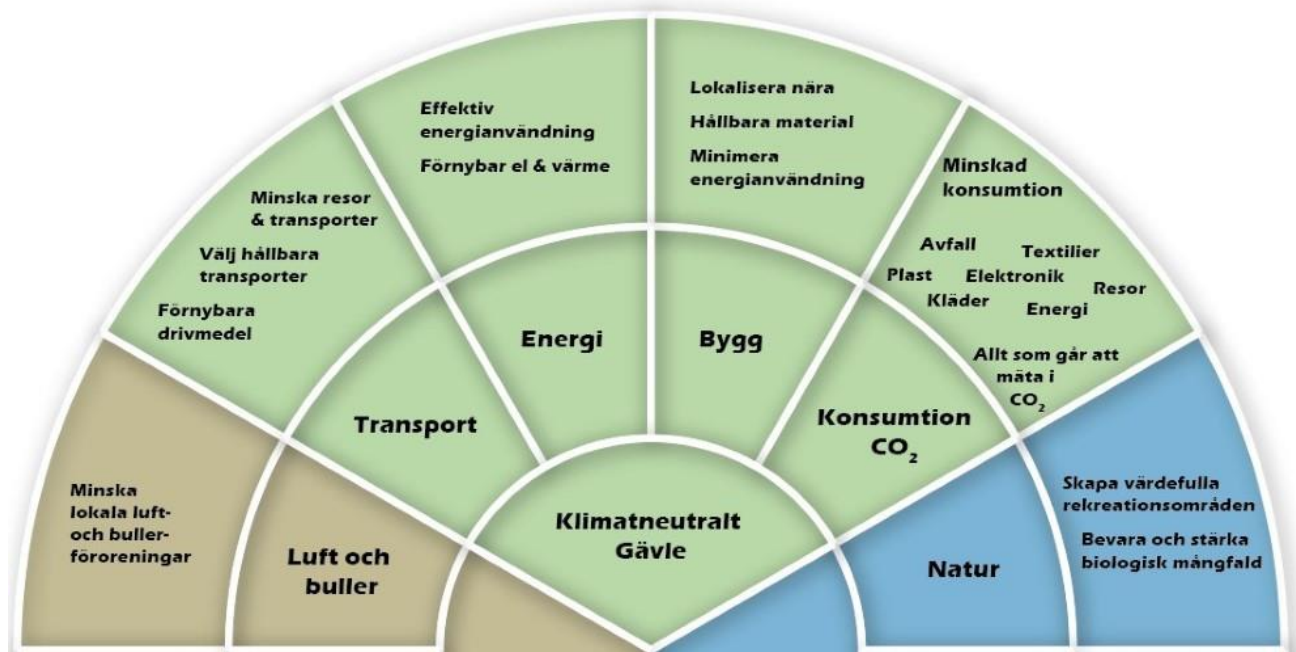 Minska
lokala luft-
och buller-
föroreningar
Luft och
buller
Minska resor
& transporter
Välj hållbara
transporter
Förnybara
drivmedel
Transport
Effektiv
energianvändning
Förnybar el & värme
Energi
Lokalisera nära
Hållbara material
Minimera
energianvändning
Bygg
Minskad
konsumtion
Avfall
Textilier
Plast
Elektronik
Resor
Kläder
Energi
Allt som går att
mäta i
CO₂
Konsumtion
CO₂
Klimatneutralt
Gävle
Natur
Skapa värdefulla
rekreationsområden
Bevara och stärka
biologisk mångfald